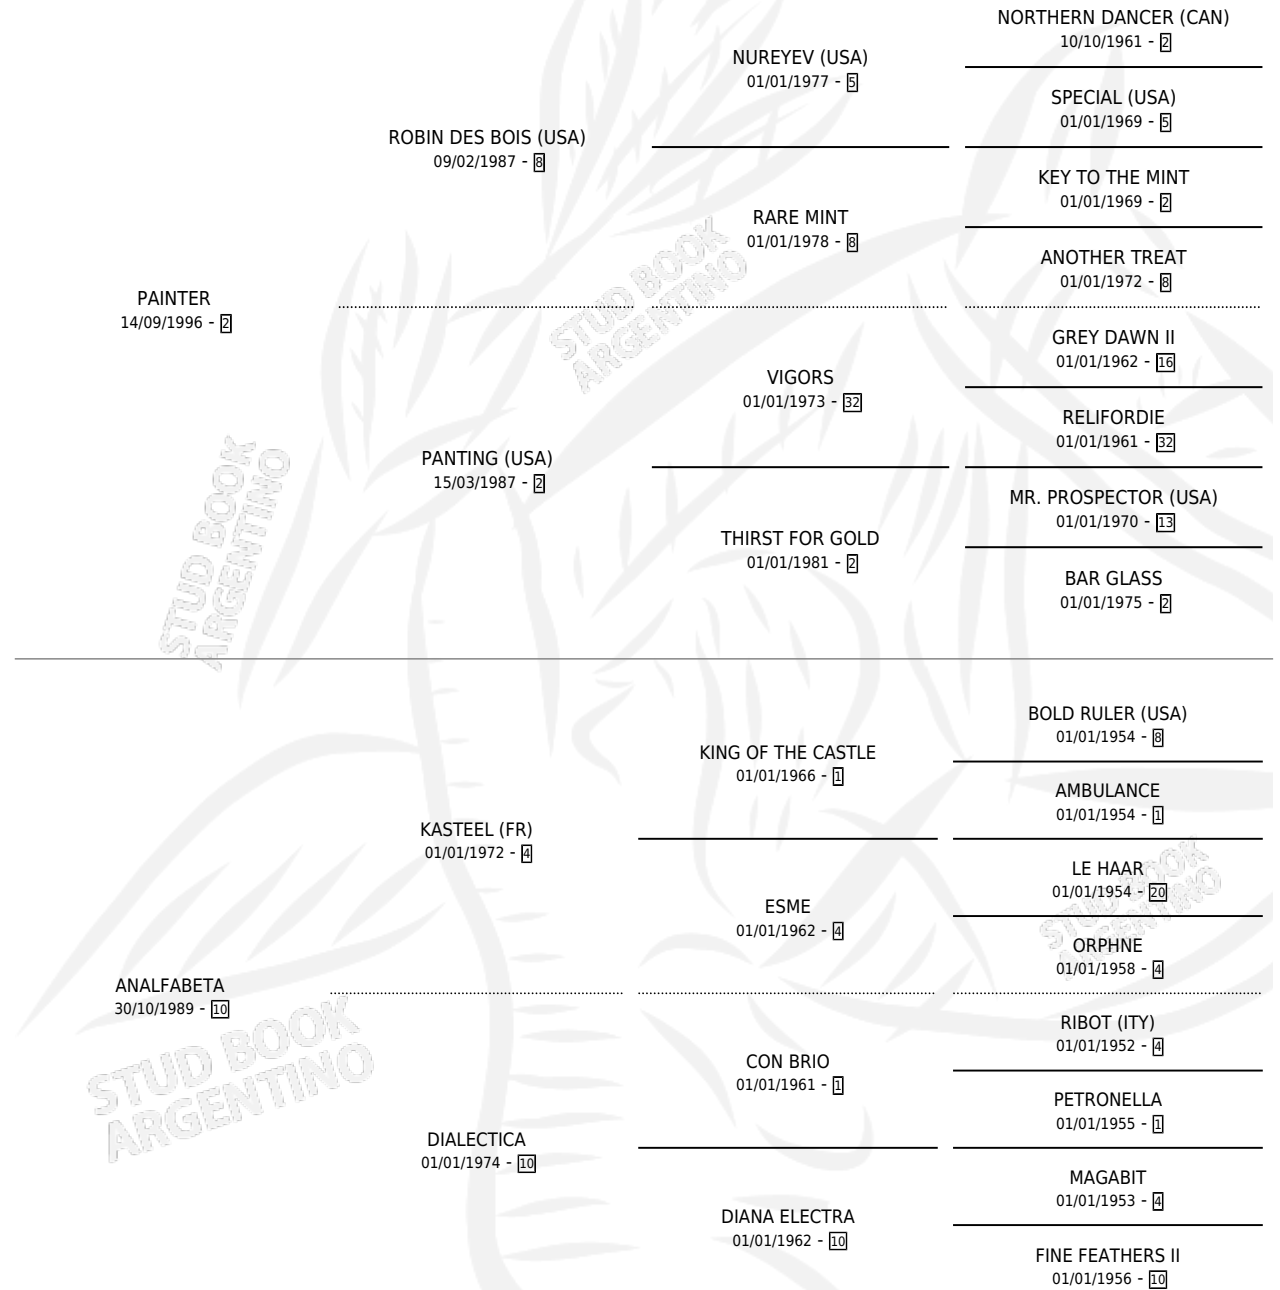 NORTHERN DANCER (CAN)
10/10/1961 - 2
NUREYEV (USA)
01/01/1977 - 5
SPECIAL (USA)
01/01/1969 - 5
ROBIN DES BOIS (USA)
09/02/1987 - 8
KEY TO THE MINT
01/01/1969 - 2
RARE MINT
01/01/1978 - 8
ANOTHER TREAT
01/01/1972 - 8
PAINTER
14/09/1996 - 2
GREY DAWN II
01/01/1962 - 16
VIGORS
01/01/1973 - 32
RELIFORDIE
01/01/1961 - 32
PANTING (USA)
15/03/1987 - 2
MR. PROSPECTOR (USA)
01/01/1970 - 13
THIRST FOR GOLD
01/01/1981 - 2
BAR GLASS
01/01/1975 - 2
BOLD RULER (USA)
01/01/1954 - 8
KING OF THE CASTLE
01/01/1966 - 1
AMBULANCE
01/01/1954 - 1
KASTEEL (FR)
01/01/1972 - 4
LE HAAR
01/01/1954 - 20
ESME
01/01/1962 - 4
ORPHNE
01/01/1958 - 4
ANALFABETA
30/10/1989 - 10
RIBOT (ITY)
01/01/1952 - 4
CON BRIO
01/01/1961 - 1
PETRONELLA
01/01/1955 - 1
DIALECTICA
01/01/1974 - 10
MAGABIT
01/01/1953 - 4
DIANA ELECTRA
01/01/1962 - 10
FINE FEATHERS II
01/01/1956 - 10
STUD BOOK
ARGENTINO
STUD BOOK
ARGENTINO
STUD BOOK
ARGENTINO
STUD BOOK
ARGENTINO